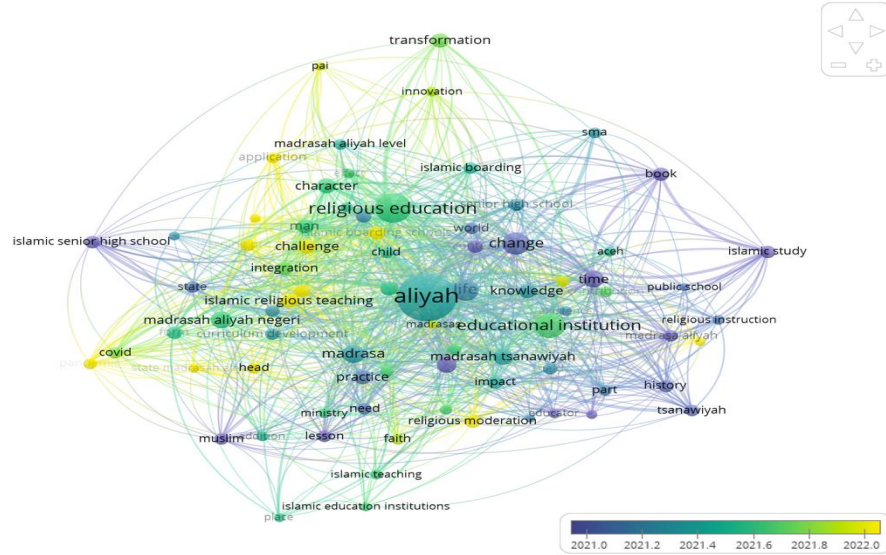 transformation
pai
innovation
sma
madrasah aliyah level
application
islamic boarding
book
character
religious education
senior high school
man
islamic boarding schools
world
islamic senior high school
challenge
child
change
aceh
islamic study
integration
state
aliyah
life
knowledge
time
public school
islamic religious teaching
madrasah aliyah negeri
educational institution
religious instruction
curriculum development
madrasas
madrasa aliyah
covid
madrasa
madrasah tsanawiyah
head
practice
impact
part
history
ministry
need
religious moderation
educator
tsanawiyah
muslim
addition
lesson
faith
islamic teaching
islamic education institutions
place
2021.0 2021.2 2021.4 2021.6 2021.8 2022.0